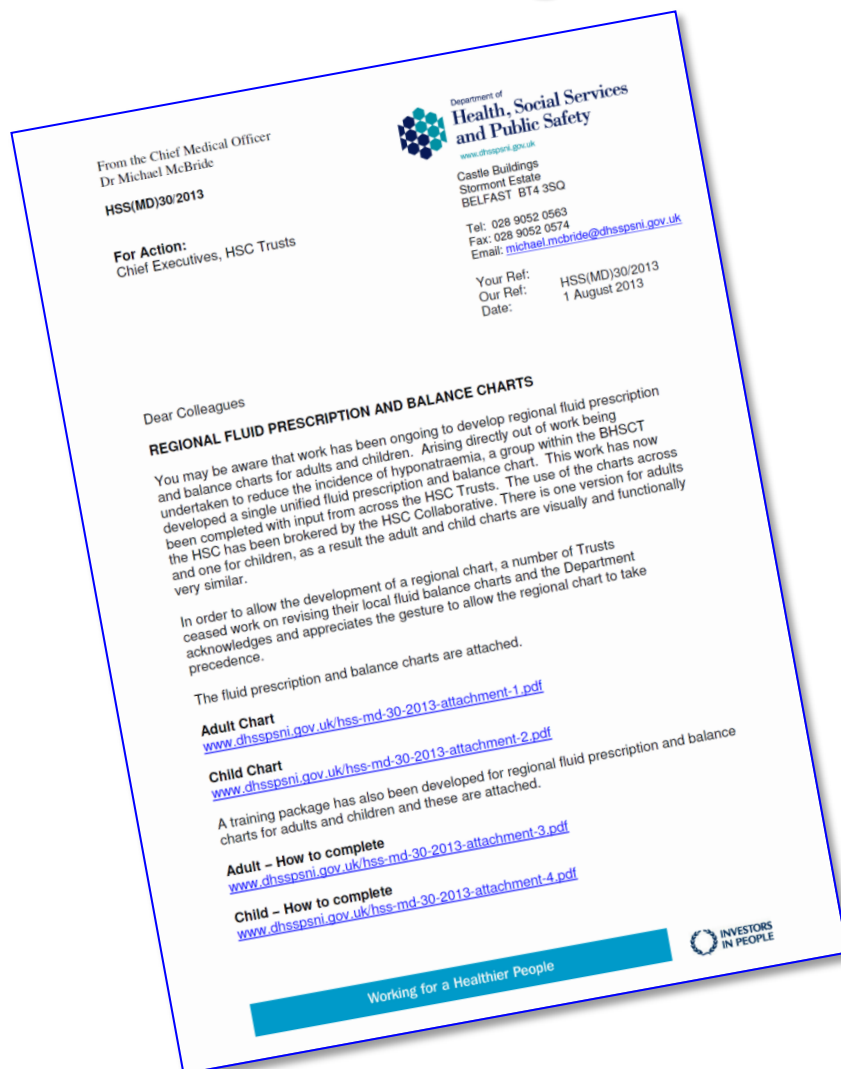 From the Chief Medical Officer
Dr Michael McBride
HSS(MD)30/2013
For Action:
Chief Executives, HSC Trusts
Department of
Health, Social Services
and Public Safety
www.dhsspsni.gov.uk
Castle Buildings
Stormont Estate
BELFAST BT4 3SQ
Tel: 028 9052 0563
Fax: 028 9052 0574
Email: michael.mcbride@dhsspsni.gov.uk
Your Ref:
Our Ref: HSS(MD)30/2013
Date: 1 August 2013
Dear Colleagues
REGIONAL FLUID PRESCRIPTION AND BALANCE CHARTS
You may be aware that work has been ongoing to develop regional fluid prescription
and balance charts for adults and children. Arising directly out of work being
undertaken to reduce the incidence of hyponatraemia, a group within the BHSCT
developed a single unified fluid prescription and balance chart. This work has now
been completed with input from across the HSC Trusts. The use of the charts across
the HSC has been brokered by the HSC Collaborative. There is one version for adults
and one for children, as a result the adult and child charts are visually and functionally
very similar.
In order to allow the development of a regional chart, a number of Trusts
ceased work on revising their local fluid balance charts and the Department
acknowledges and appreciates the gesture to allow the regional chart to take
precedence.
The fluid prescription and balance charts are attached.
Adult Chart
www.dhsspsni.gov.uk/hss-md-30-2013-attachment-1.pdf
Child Chart
www.dhsspsni.gov.uk/hss-md-30-2013-attachment-2.pdf
A training package has also been developed for regional fluid prescription and balance
charts for adults and children and these are attached.
Adult – How to complete
www.dhsspsni.gov.uk/hss-md-30-2013-attachment-3.pdf
Child – How to complete
www.dhsspsni.gov.uk/hss-md-30-2013-attachment-4.pdf
Working for a Healthier People
INVESTORS
IN PEOPLE